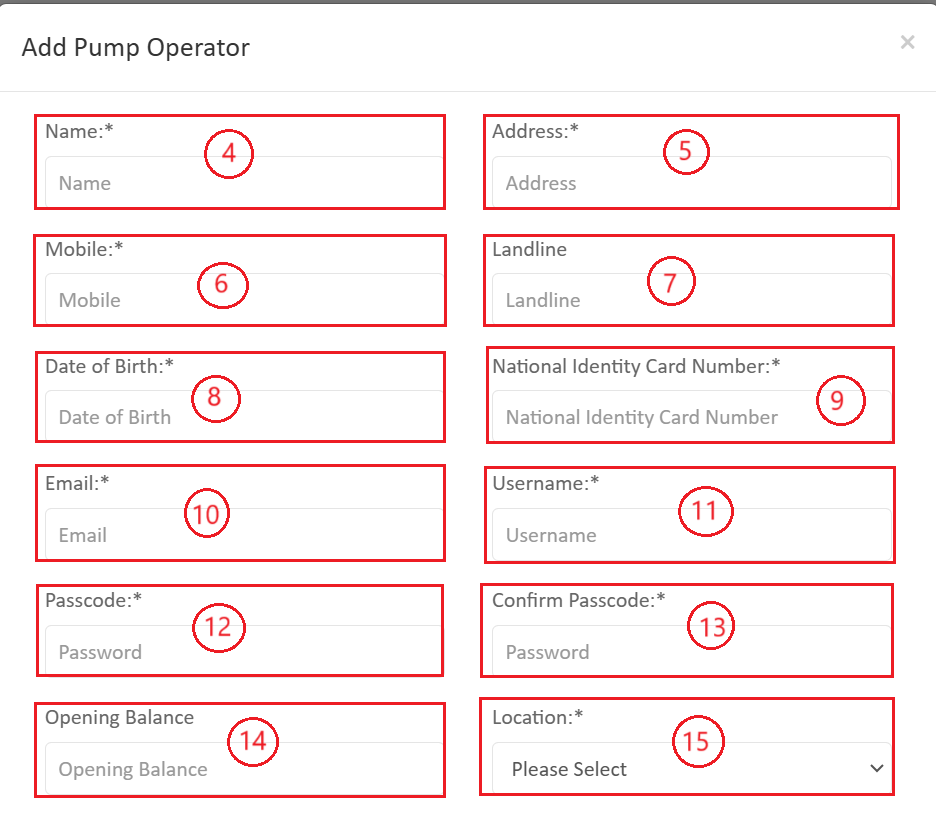 Add Pump Operator ×
Name:* 4 Address:* 5
Name Address
Mobile:* 6 Landline 7
Mobile Landline
Date of Birth:* 8 National Identity Card Number:* 9
Date of Birth National Identity Card Number
Email:* 10 Username:* 11
Email Username
Passcode:* 12 Confirm Passcode:* 13
Password Password
Opening Balance 14 Location:* 15
Opening Balance Please Select